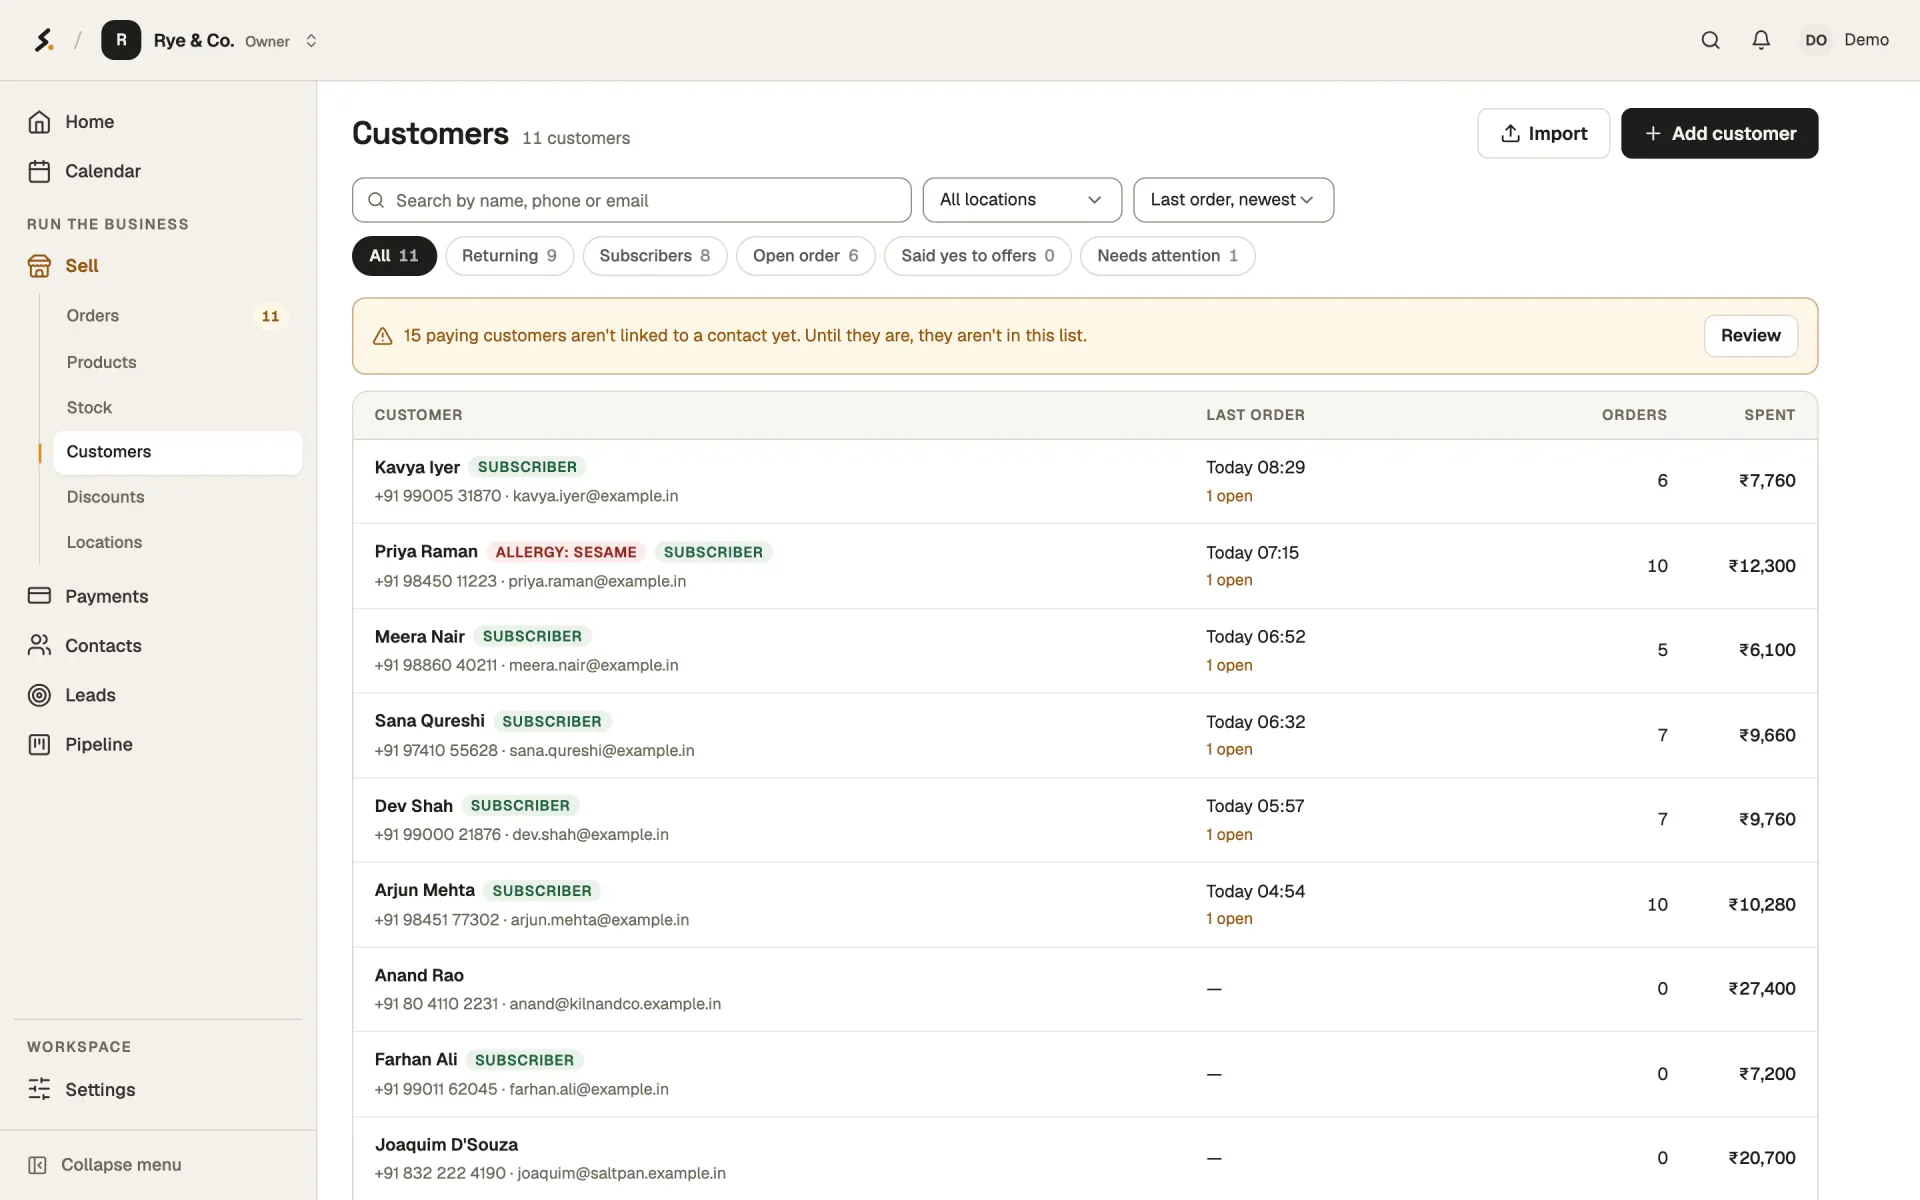 / R Rye & Co. Owner DO Demo
Home
Calendar
RUN THE BUSINESS
Sell
Orders 11
Products
Stock
Customers
Discounts
Locations
Payments
Contacts
Leads
Pipeline
WORKSPACE
Settings
Collapse menu
Customers 11 customers
Import
+ Add customer
Search by name, phone or email
All locations
Last order, newest
All 11
Returning 9
Subscribers 8
Open order 6
Said yes to offers 0
Needs attention 1
15 paying customers aren't linked to a contact yet. Until they are, they aren't in this list.
Review
CUSTOMER LAST ORDER ORDERS SPENT
Kavya Iyer SUBSCRIBER Today 08:29 6 ₹7,760
+91 99005 31870 · kavya.iyer@example.in 1 open
Priya Raman ALLERGY: SESAME SUBSCRIBER Today 07:15 10 ₹12,300
+91 98450 11223 · priya.raman@example.in 1 open
Meera Nair SUBSCRIBER Today 06:52 5 ₹6,100
+91 98860 40211 · meera.nair@example.in 1 open
Sana Qureshi SUBSCRIBER Today 06:32 7 ₹9,660
+91 97410 55628 · sana.qureshi@example.in 1 open
Dev Shah SUBSCRIBER Today 05:57 7 ₹9,760
+91 99000 21876 · dev.shah@example.in 1 open
Arjun Mehta SUBSCRIBER Today 04:54 10 ₹10,280
+91 98451 77302 · arjun.mehta@example.in 1 open
Anand Rao — 0 ₹27,400
+91 80 4110 2231 · anand@kilnandco.example.in
Farhan Ali SUBSCRIBER — 0 ₹7,200
+91 99011 62045 · farhan.ali@example.in
Joaquim D'Souza — 0 ₹20,700
+91 832 222 4190 · joaquim@saltpan.example.in